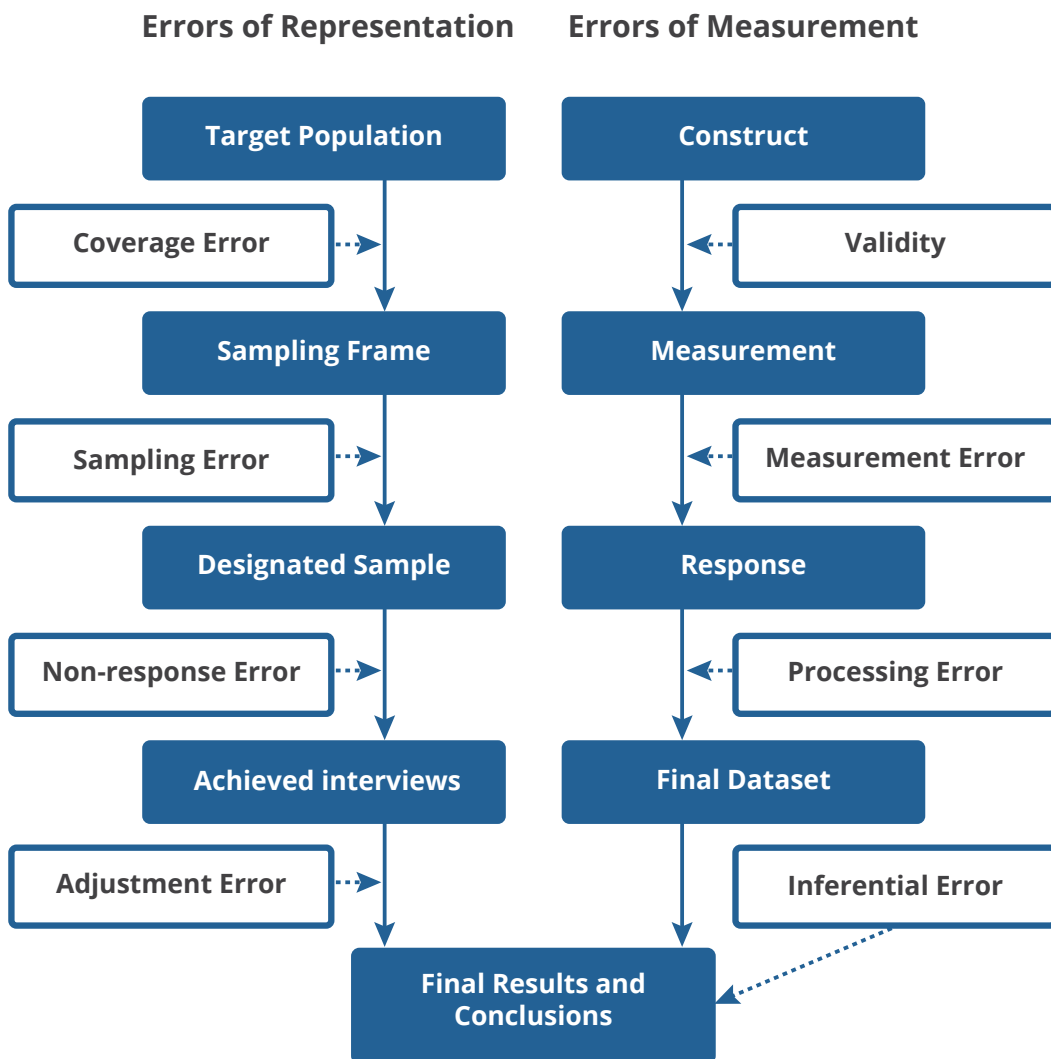 Errors of Representation
Errors of Measurement
Target Population
Construct
Coverage Error
Validity
Sampling Frame
Measurement
Sampling Error
Measurement Error
Designated Sample
Response
Non-response Error
Processing Error
Achieved interviews
Final Dataset
Adjustment Error
Inferential Error
Final Results and
Conclusions